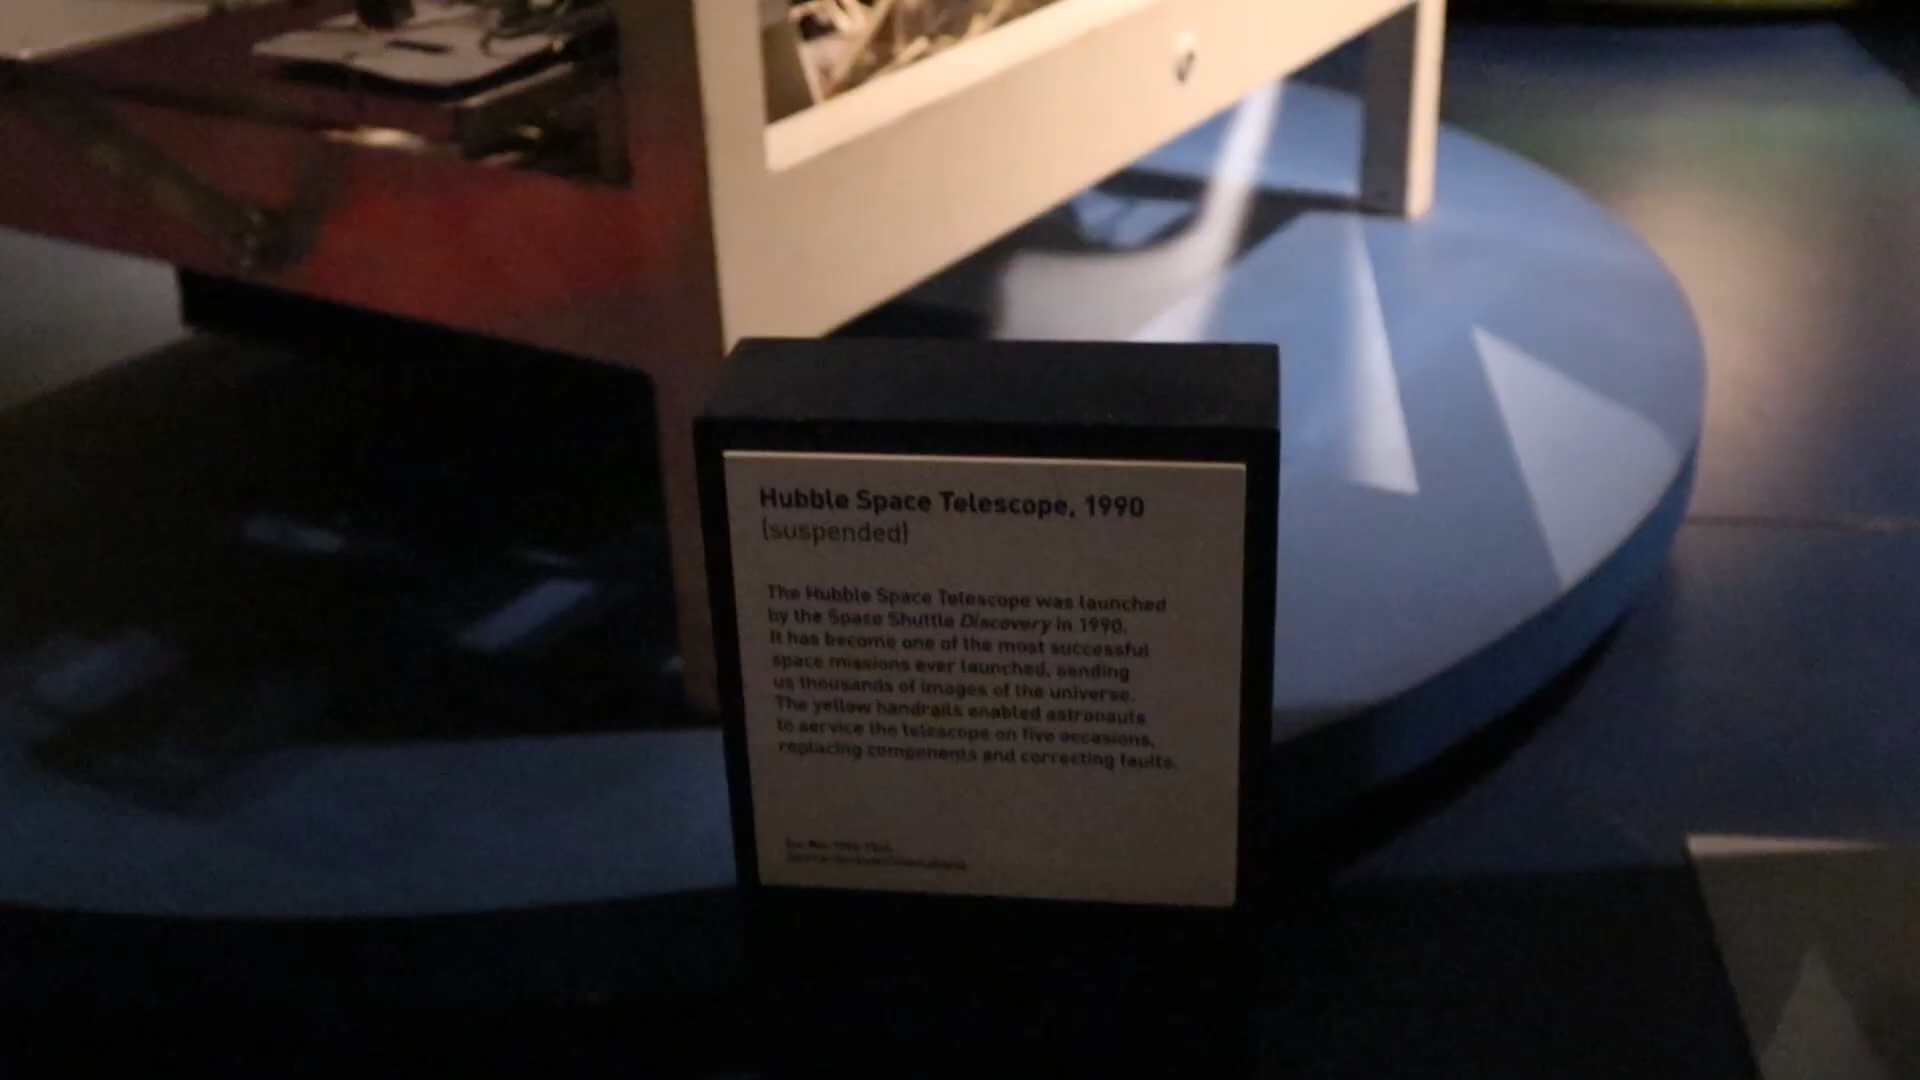 Hubble Space Telescope, 1990
(suspended)
The Hubble Space Telescope was launched
by the Space Shuttle Discovery in 1990.
It has become one of the most successful
space missions ever launched, sending
us thousands of images of the universe.
The yellow handrails enabled astronauts
to service the telescope on five occasions,
replacing components and correcting faults.